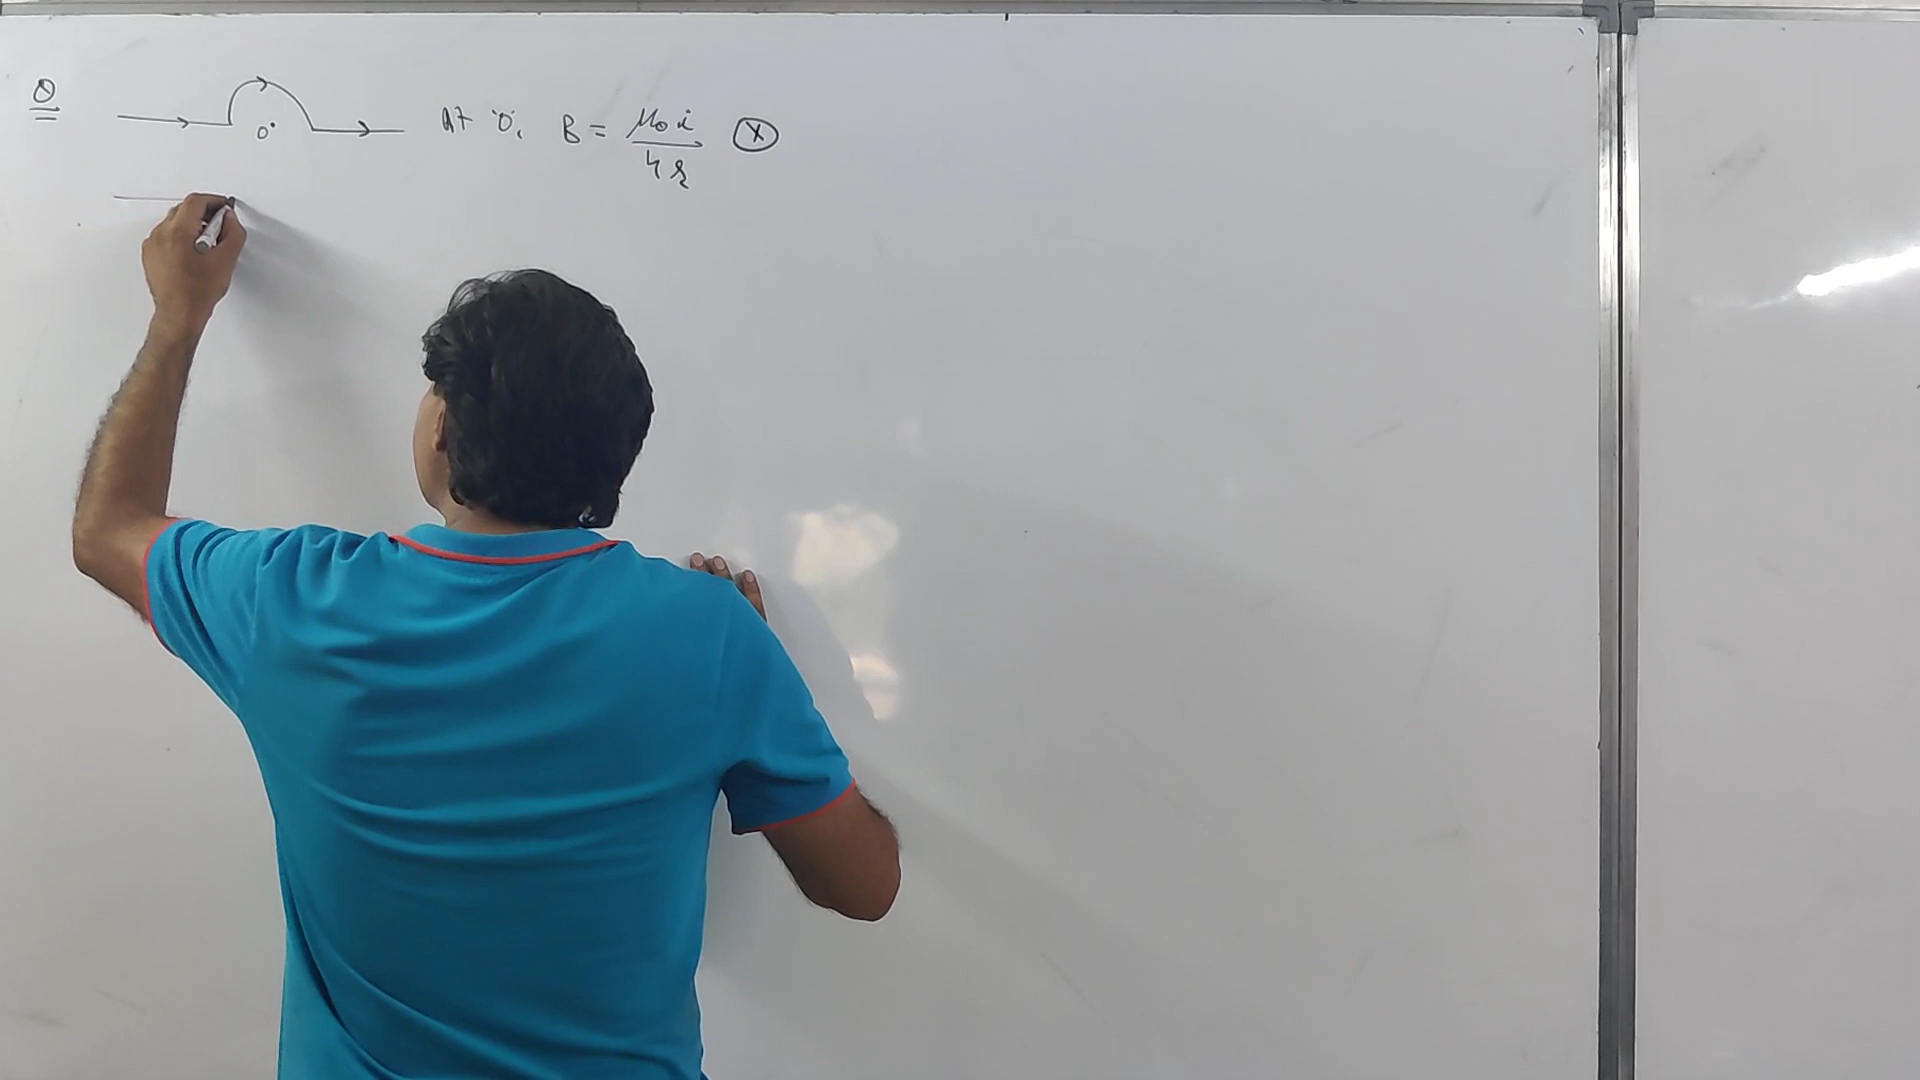 Q
O at 'O', B = μ₀i / 4r ⊗